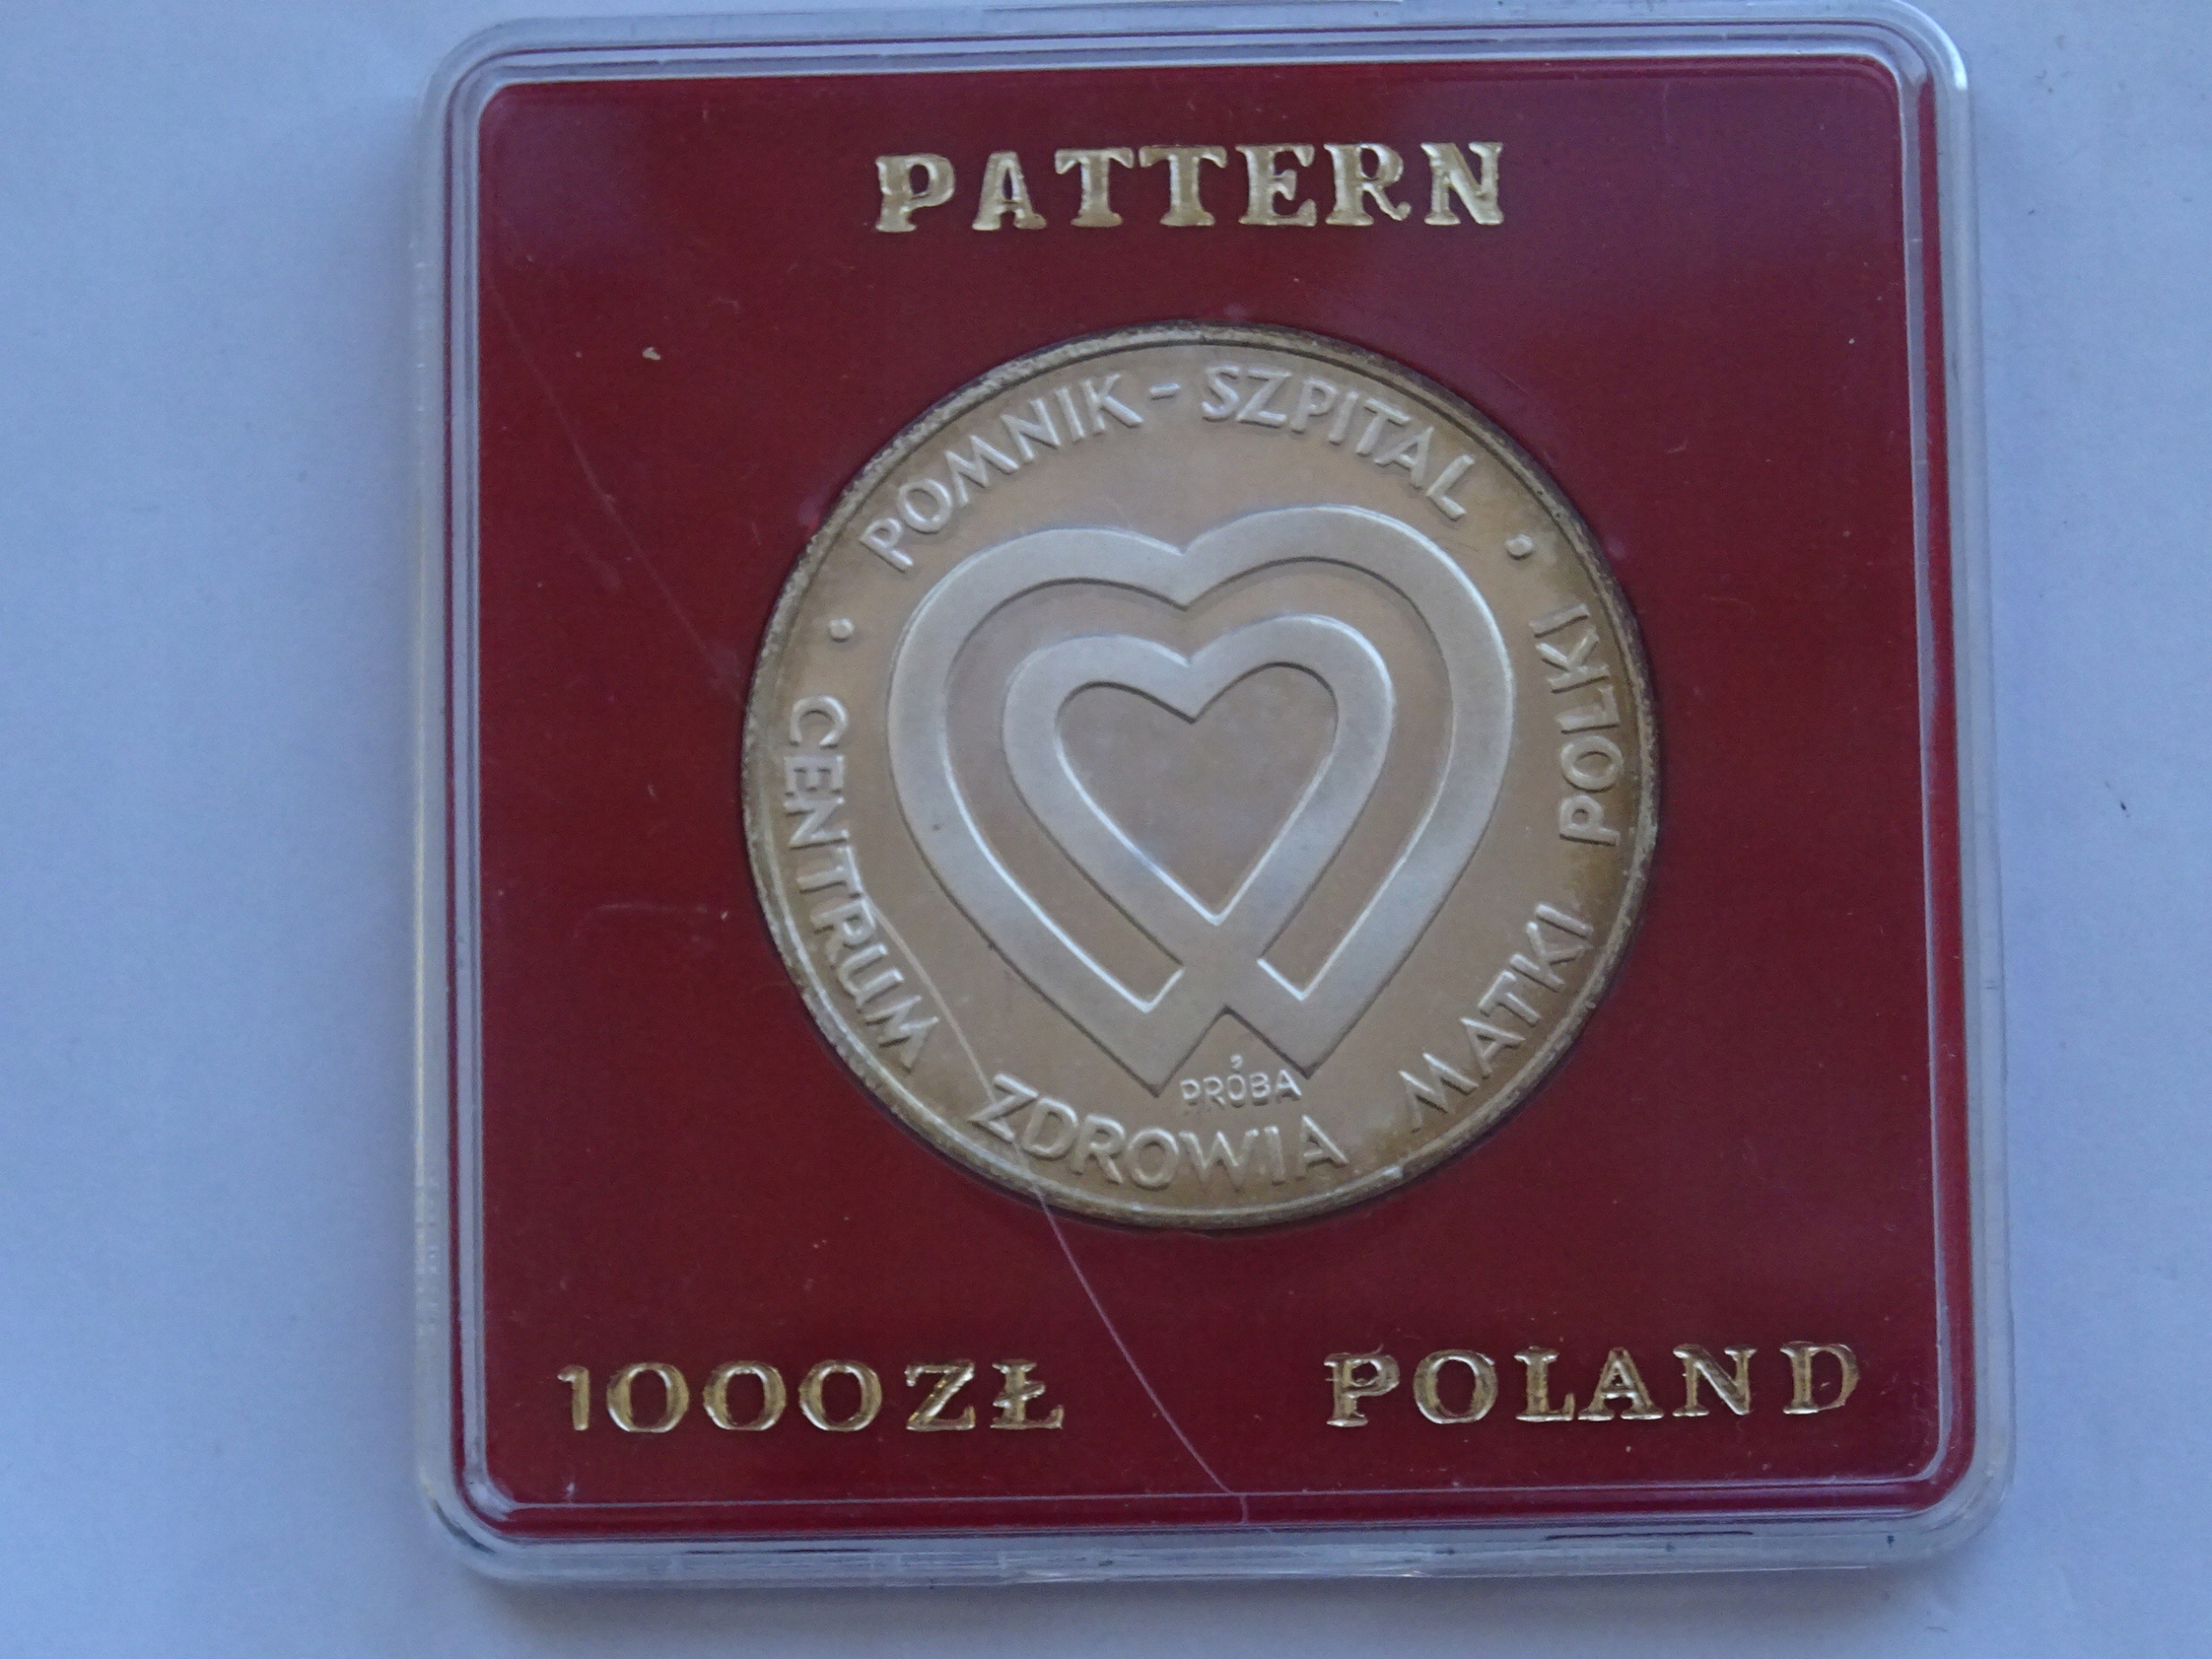 PATTERN
POMNIK - SZPITAL
• CENTRUM ZDROWIA MATKI POLKI •
PRÓBA
1000ZŁ
POLAND